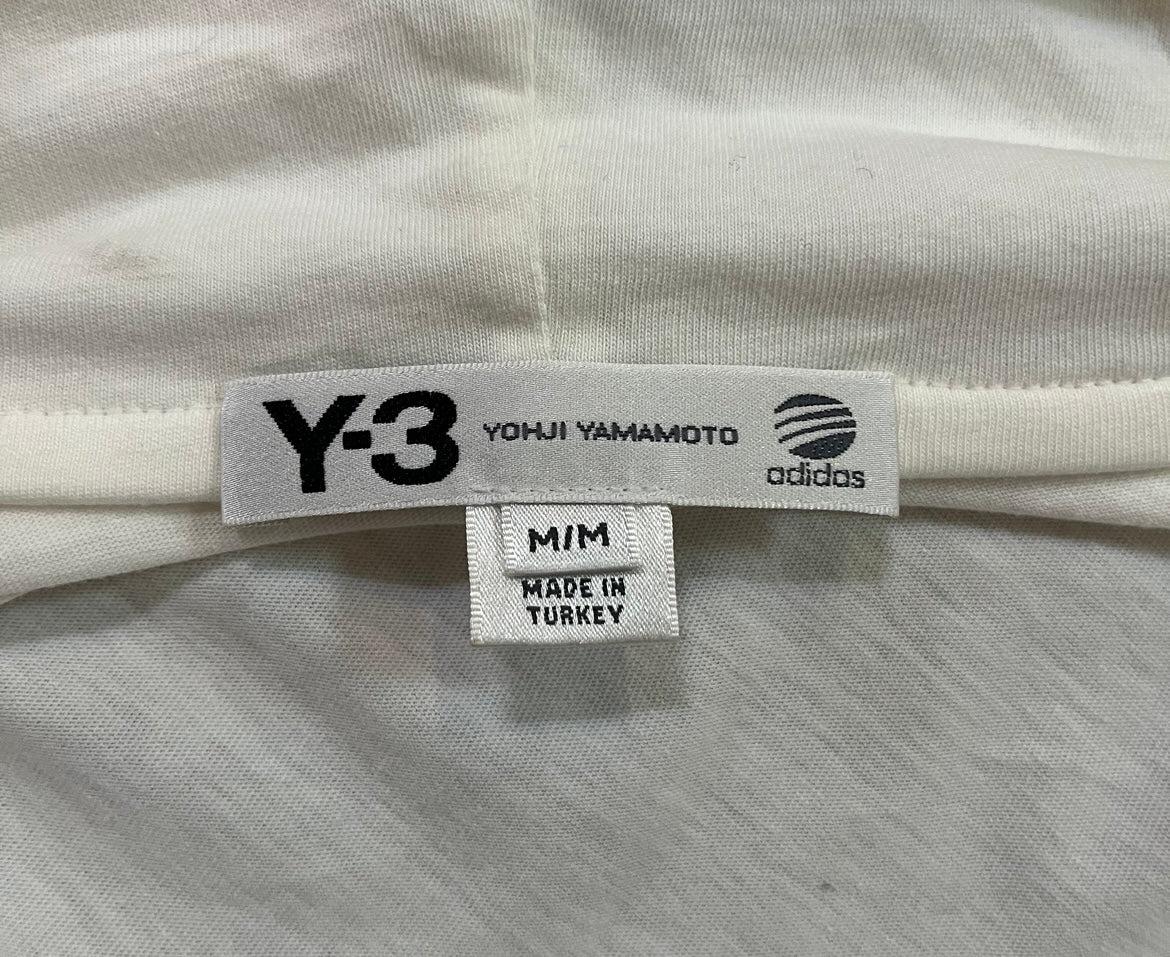 Y-3 YOHJI YAMAMOTO adidas
M/M
MADE IN
TURKEY